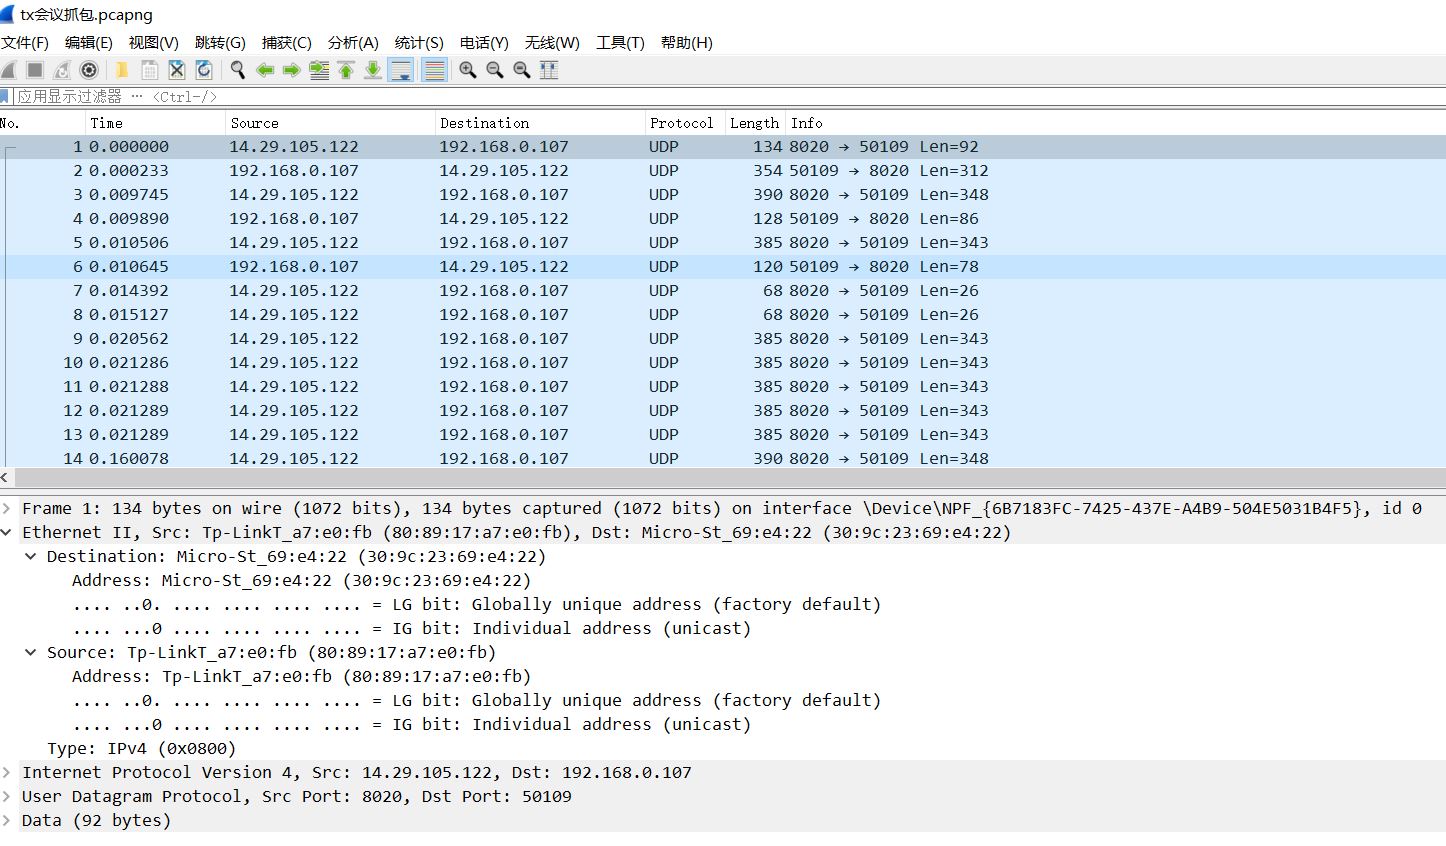 tx会议抓包.pcapng
文件(F) 编辑(E) 视图(V) 跳转(G) 捕获(C) 分析(A) 统计(S) 电话(Y) 无线(W) 工具(T) 帮助(H)
应用显示过滤器 … <Ctrl-/>
No. Time Source Destination Protocol Length Info
1 0.000000 14.29.105.122 192.168.0.107 UDP 134 8020 → 50109 Len=92
2 0.000233 192.168.0.107 14.29.105.122 UDP 354 50109 → 8020 Len=312
3 0.009745 14.29.105.122 192.168.0.107 UDP 390 8020 → 50109 Len=348
4 0.009890 192.168.0.107 14.29.105.122 UDP 128 50109 → 8020 Len=86
5 0.010506 14.29.105.122 192.168.0.107 UDP 385 8020 → 50109 Len=343
6 0.010645 192.168.0.107 14.29.105.122 UDP 120 50109 → 8020 Len=78
7 0.014392 14.29.105.122 192.168.0.107 UDP 68 8020 → 50109 Len=26
8 0.015127 14.29.105.122 192.168.0.107 UDP 68 8020 → 50109 Len=26
9 0.020562 14.29.105.122 192.168.0.107 UDP 385 8020 → 50109 Len=343
10 0.021286 14.29.105.122 192.168.0.107 UDP 385 8020 → 50109 Len=343
11 0.021288 14.29.105.122 192.168.0.107 UDP 385 8020 → 50109 Len=343
12 0.021289 14.29.105.122 192.168.0.107 UDP 385 8020 → 50109 Len=343
13 0.021289 14.29.105.122 192.168.0.107 UDP 385 8020 → 50109 Len=343
14 0.160078 14.29.105.122 192.168.0.107 UDP 390 8020 → 50109 Len=348
Frame 1: 134 bytes on wire (1072 bits), 134 bytes captured (1072 bits) on interface \Device\NPF_{6B7183FC-7425-437E-A4B9-504E5031B4F5}, id 0
Ethernet II, Src: Tp-LinkT_a7:e0:fb (80:89:17:a7:e0:fb), Dst: Micro-St_69:e4:22 (30:9c:23:69:e4:22)
Destination: Micro-St_69:e4:22 (30:9c:23:69:e4:22)
Address: Micro-St_69:e4:22 (30:9c:23:69:e4:22)
.... ..0. .... .... .... .... = LG bit: Globally unique address (factory default)
.... ...0 .... .... .... .... = IG bit: Individual address (unicast)
Source: Tp-LinkT_a7:e0:fb (80:89:17:a7:e0:fb)
Address: Tp-LinkT_a7:e0:fb (80:89:17:a7:e0:fb)
.... ..0. .... .... .... .... = LG bit: Globally unique address (factory default)
.... ...0 .... .... .... .... = IG bit: Individual address (unicast)
Type: IPv4 (0x0800)
Internet Protocol Version 4, Src: 14.29.105.122, Dst: 192.168.0.107
User Datagram Protocol, Src Port: 8020, Dst Port: 50109
Data (92 bytes)